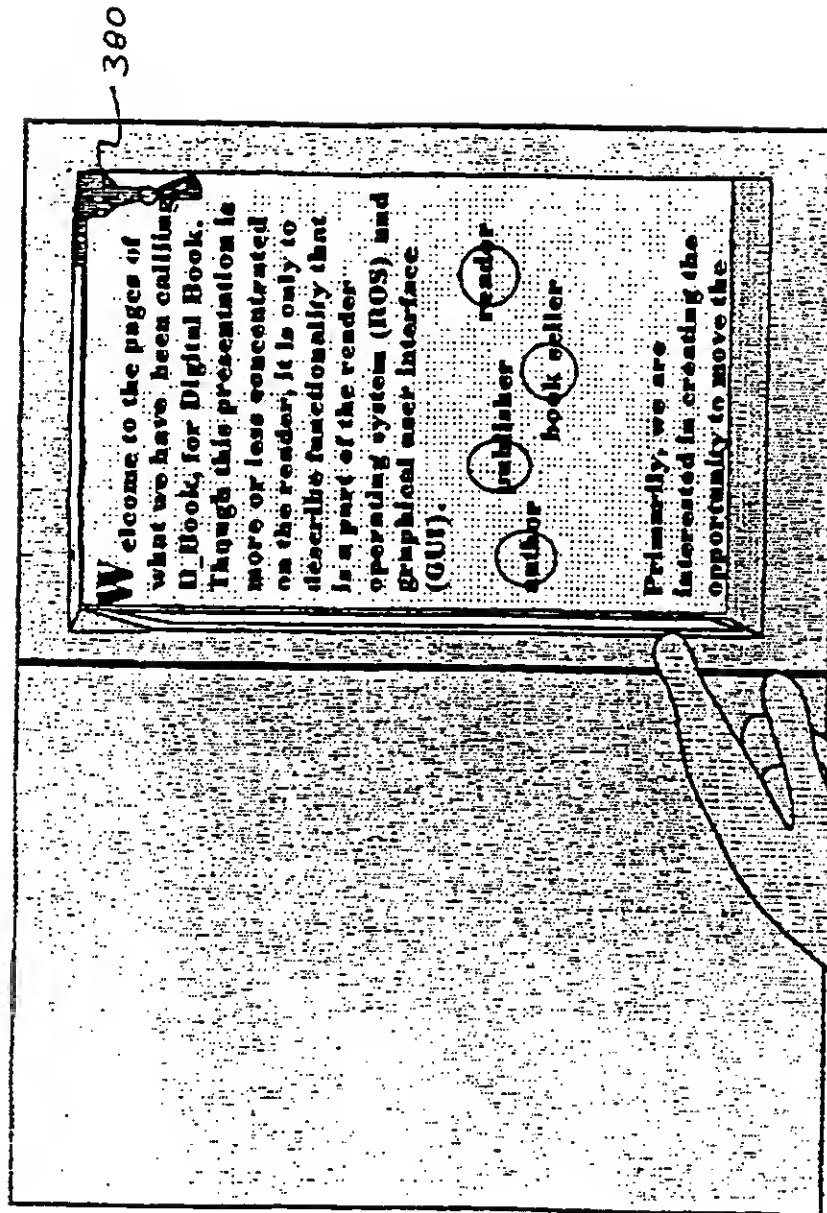 380
Welcome to the pages of
what we have been calling
D_Book, for Digital Book.
Though this presentation is
more or less concentrated
on the reader, it is only to
describe functionality that
is a part of the reader
operating system (ROS) and
graphical user interface
(GUI).
author publisher book seller reader
Primarily, we are
interested in creating the
opportunity to move the